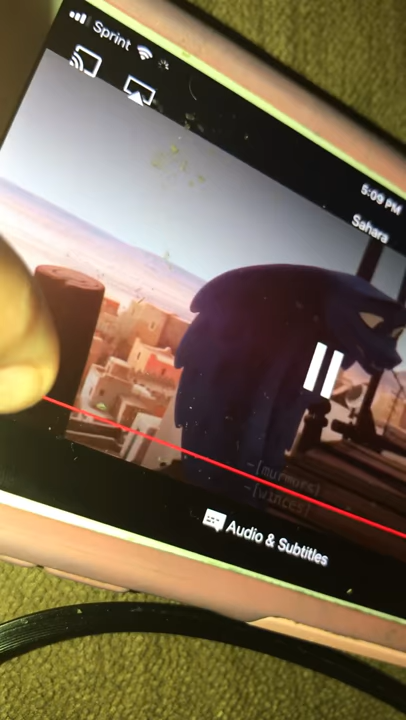 Sprint
5:09 PM
Sahara
-[murmurs]
-[winces]
Audio & Subtitles